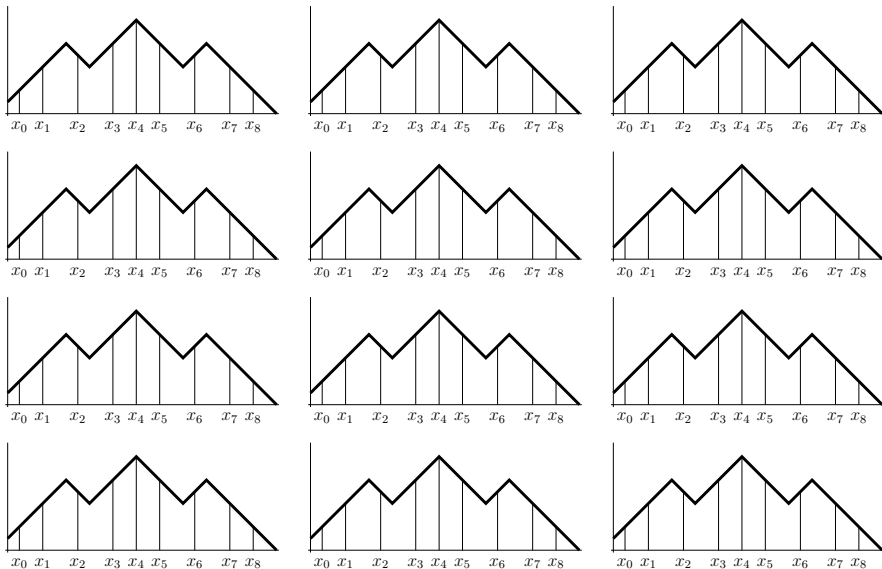 x₀ x₁ x₂ x₃ x₄ x₅ x₆ x₇ x₈ x₀ x₁ x₂ x₃ x₄ x₅ x₆ x₇ x₈ x₀ x₁ x₂ x₃ x₄ x₅ x₆ x₇ x₈
x₀ x₁ x₂ x₃ x₄ x₅ x₆ x₇ x₈ x₀ x₁ x₂ x₃ x₄ x₅ x₆ x₇ x₈ x₀ x₁ x₂ x₃ x₄ x₅ x₆ x₇ x₈
x₀ x₁ x₂ x₃ x₄ x₅ x₆ x₇ x₈ x₀ x₁ x₂ x₃ x₄ x₅ x₆ x₇ x₈ x₀ x₁ x₂ x₃ x₄ x₅ x₆ x₇ x₈
x₀ x₁ x₂ x₃ x₄ x₅ x₆ x₇ x₈ x₀ x₁ x₂ x₃ x₄ x₅ x₆ x₇ x₈ x₀ x₁ x₂ x₃ x₄ x₅ x₆ x₇ x₈